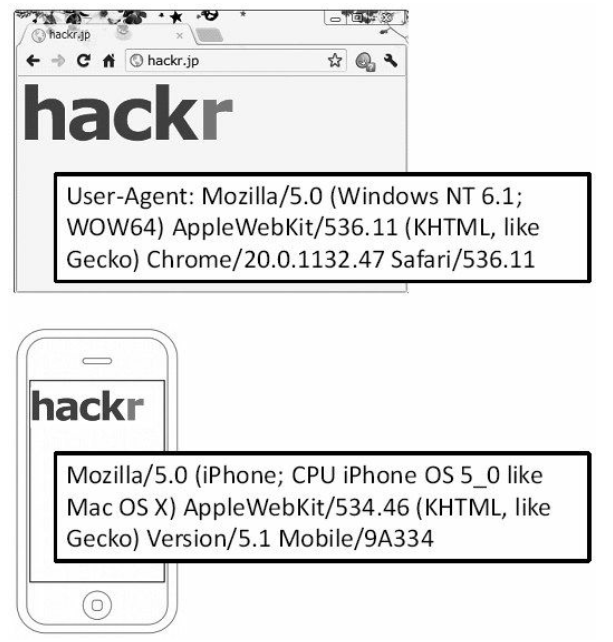 hackr.jp
hackr.jp
hackr
User-Agent: Mozilla/5.0 (Windows NT 6.1;
WOW64) AppleWebKit/536.11 (KHTML, like
Gecko) Chrome/20.0.1132.47 Safari/536.11
hackr
Mozilla/5.0 (iPhone; CPU iPhone OS 5_0 like
Mac OS X) AppleWebKit/534.46 (KHTML, like
Gecko) Version/5.1 Mobile/9A334